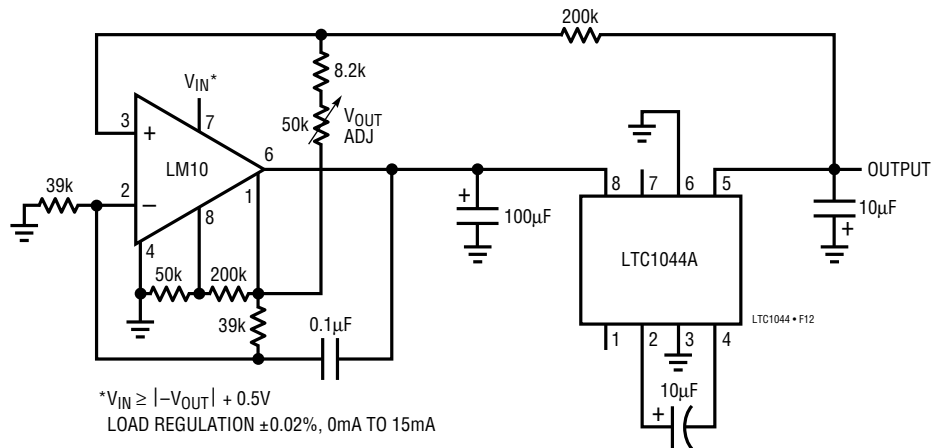 200k
8.2k
V_IN*
50k
V_OUT
ADJ
3
+
7
LM10
6
1
2
–
8
4
39k
50k
200k
39k
0.1µF
+
100µF
8
7
6
5
OUTPUT
10µF
+
LTC1044A
LTC1044 • F12
1
2
3
4
10µF
+
*V_IN ≥ |–V_OUT| + 0.5V
LOAD REGULATION ±0.02%, 0mA TO 15mA